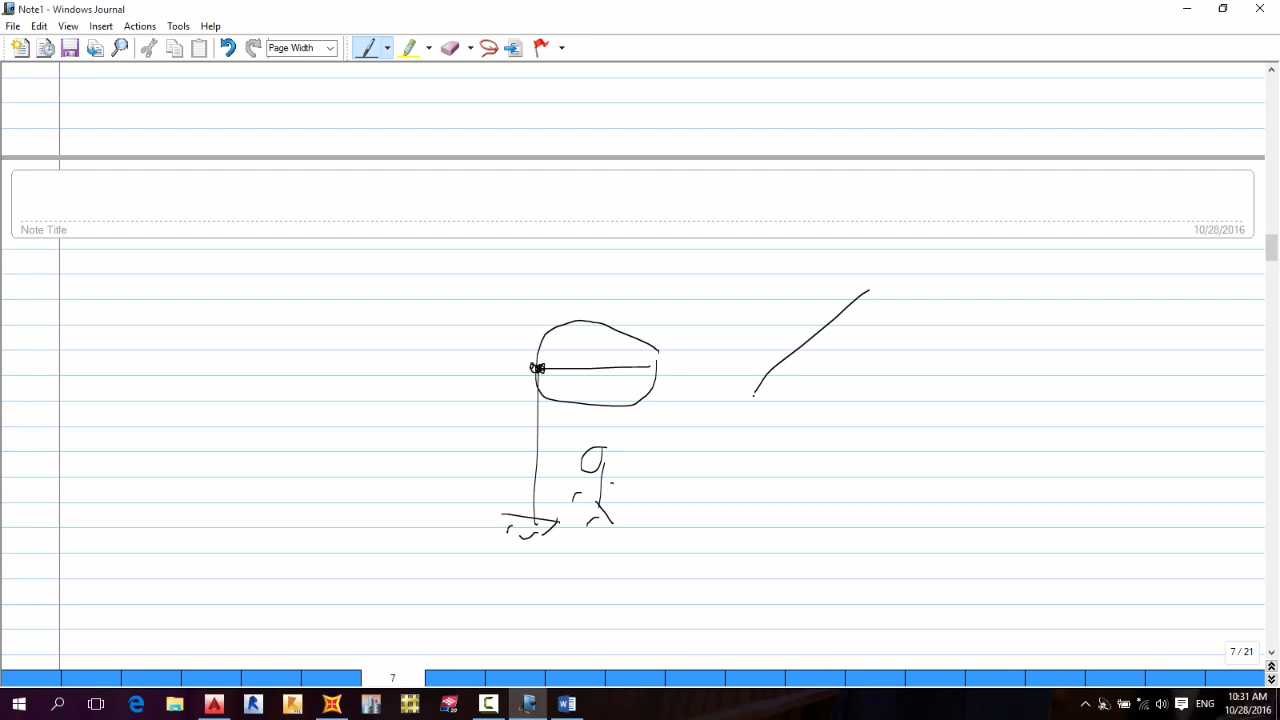 Note1 - Windows Journal
File Edit View Insert Actions Tools Help
Page Width
Note Title
10/28/2016
7 / 21
7
10:31 AM
ENG
10/28/2016